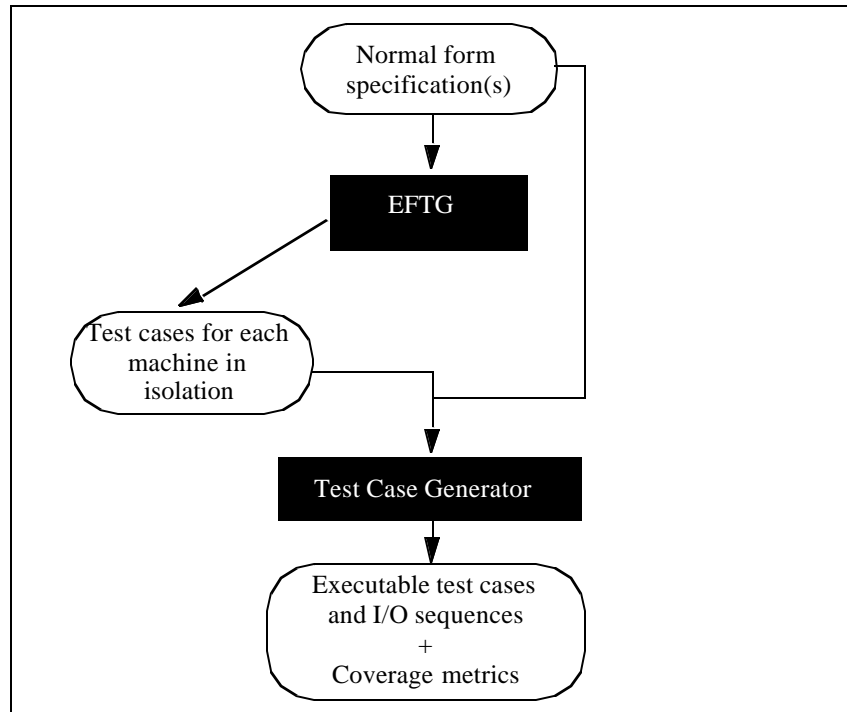 Normal form
specification(s)
EFTG
Test cases for each
machine in
isolation
Test Case Generator
Executable test cases
and I/O sequences
+
Coverage metrics